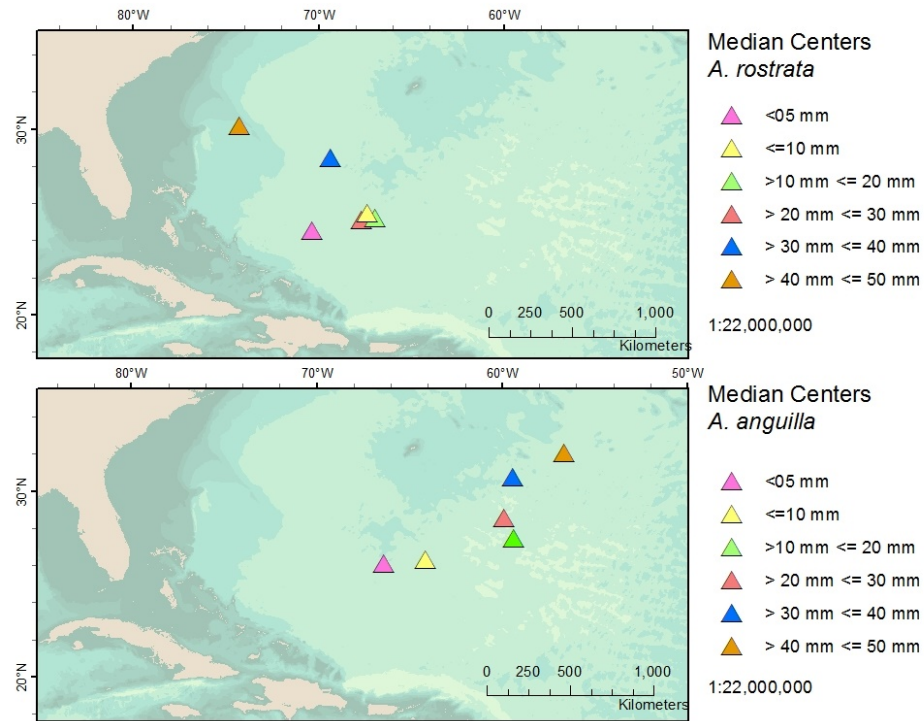 80°W 70°W 60°W
30°N
20°N
0 250 500 1,000
Kilometers
Median Centers
A. rostrata
<05 mm
<=10 mm
>10 mm <= 20 mm
> 20 mm <= 30 mm
> 30 mm <= 40 mm
> 40 mm <= 50 mm
1:22,000,000
80°W 70°W 60°W 50°W
30°N
20°N
0 250 500 1,000
Kilometers
Median Centers
A. anguilla
<05 mm
<=10 mm
>10 mm <= 20 mm
> 20 mm <= 30 mm
> 30 mm <= 40 mm
> 40 mm <= 50 mm
1:22,000,000